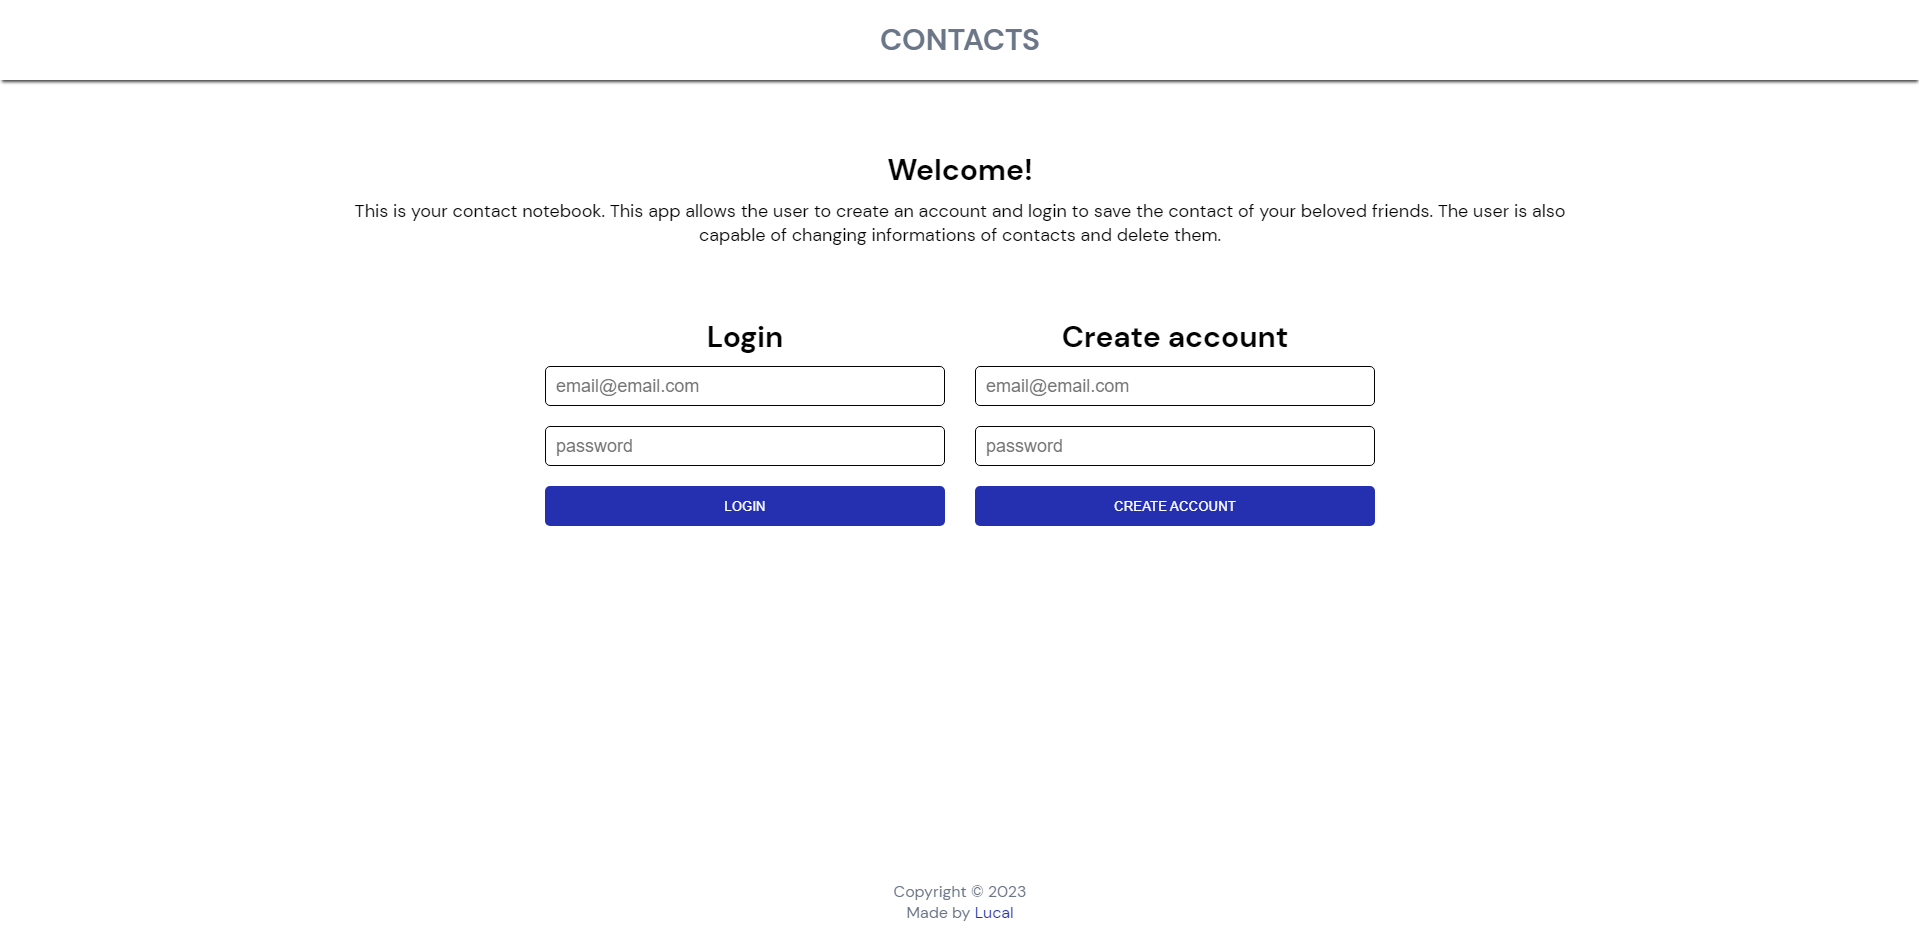 CONTACTS
Welcome!
This is your contact notebook. This app allows the user to create an account and login to save the contact of your beloved friends. The user is also
capable of changing informations of contacts and delete them.
Login
email@email.com
password
LOGIN
Create account
email@email.com
password
CREATE ACCOUNT
Copyright © 2023
Made by Lucal